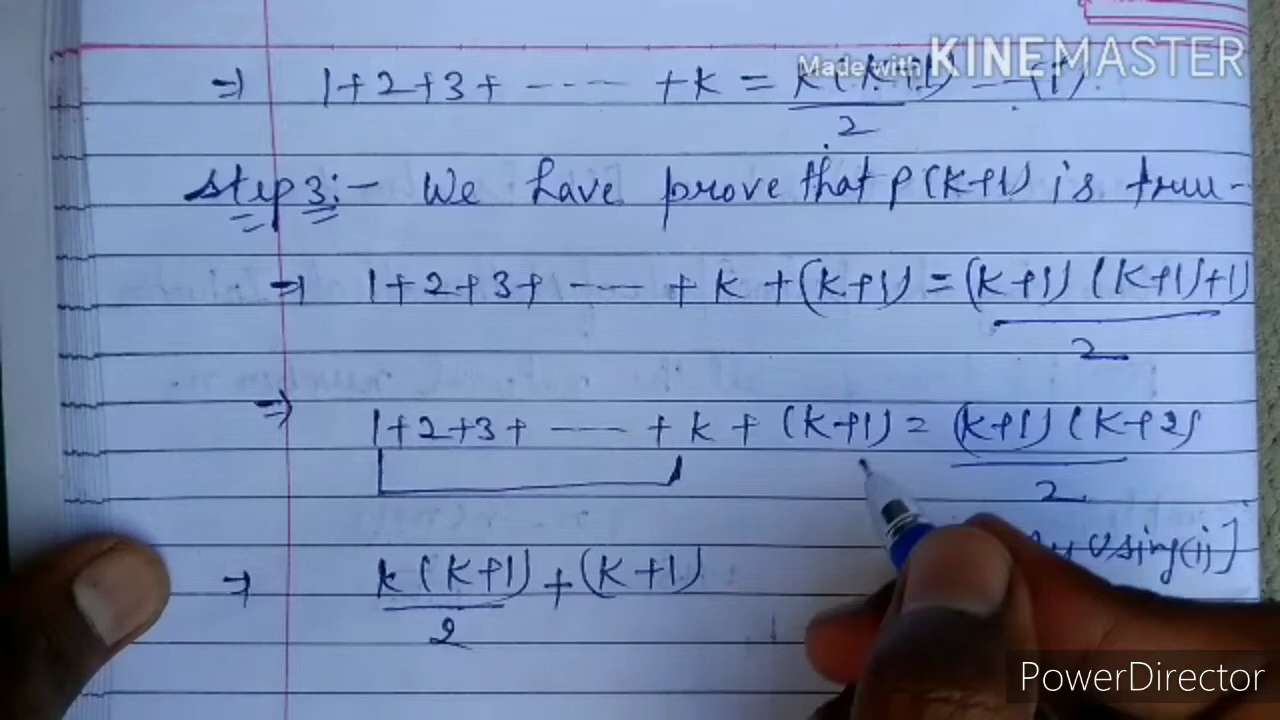 Made with KINEMASTER
⇒ 1+2+3+ ---- +k = k(k+1)/2 —(i)
Step 3:- We have prove that P(k+1) is true-
⇒ 1+2+3+ ---- + k +(k+1) = (k+1)(k+1)+1)/2
⇒ 1+2+3+ ---- + k + (k+1) = (k+1)(k+2)/2
using(i)]
⇒ k(k+1)/2 + (k+1)
PowerDirector